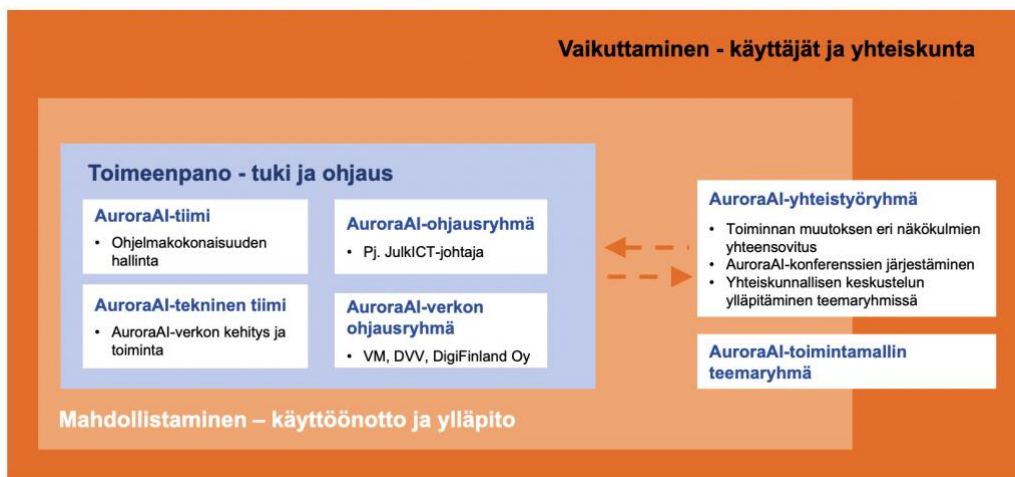 Vaikuttaminen - käyttäjät ja yhteiskunta
Toimeenpano - tuki ja ohjaus
AuroraAI-tiimi
• Ohjelmakokonaisuuden
hallinta
AuroraAI-ohjausryhmä
• Pj. JulkICT-johtaja
AuroraAI-tekninen tiimi
• AuroraAI-verkon kehitys ja
toiminta
AuroraAI-verkon
ohjausryhmä
• VM, DVV, DigiFinland Oy
AuroraAI-yhteistyöryhmä
• Toiminnan muutoksen eri näkökulmien
yhteensovitus
• AuroraAI-konferenssien järjestäminen
• Yhteiskunnallisen keskustelun
ylläpitäminen teemaryhmissä
AuroraAI-toimintamallin
teemaryhmä
Mahdollistaminen – käyttöönotto ja ylläpito